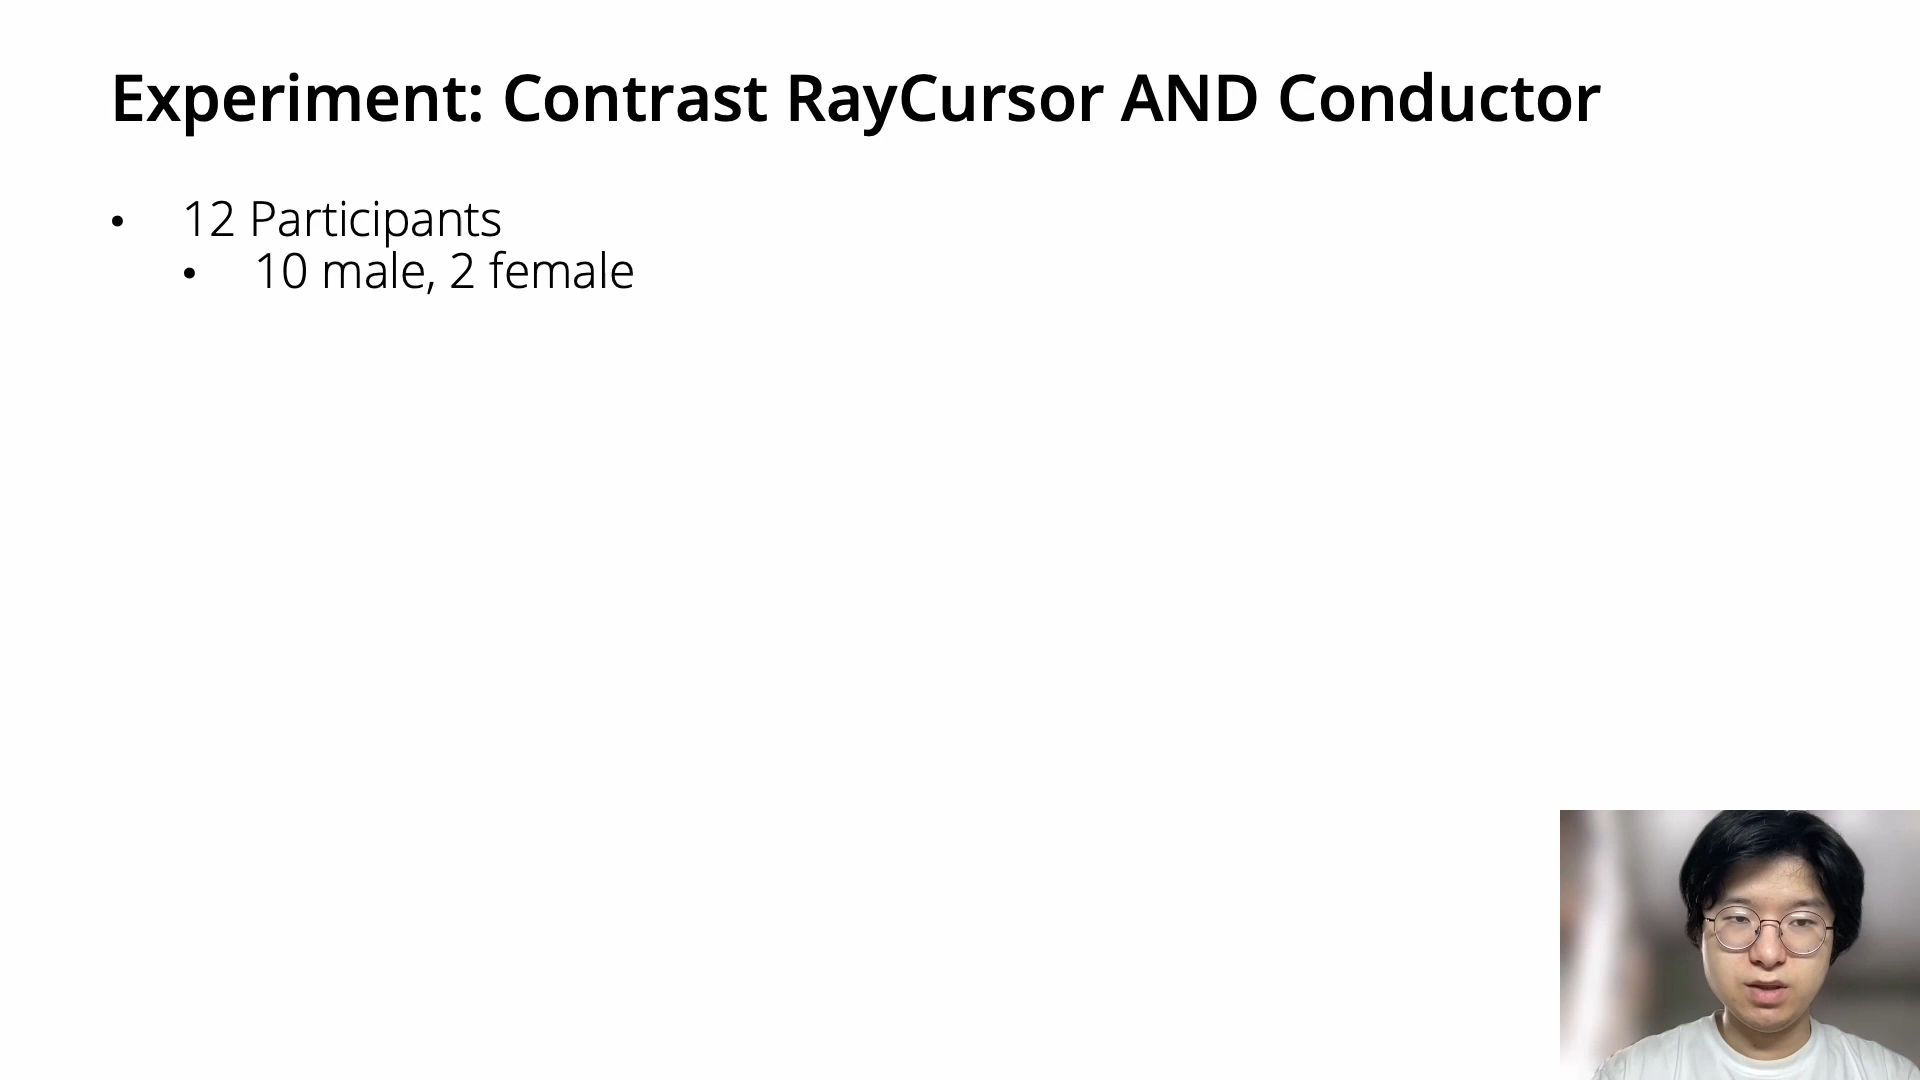 Experiment: Contrast RayCursor AND Conductor
• 12 Participants
• 10 male, 2 female